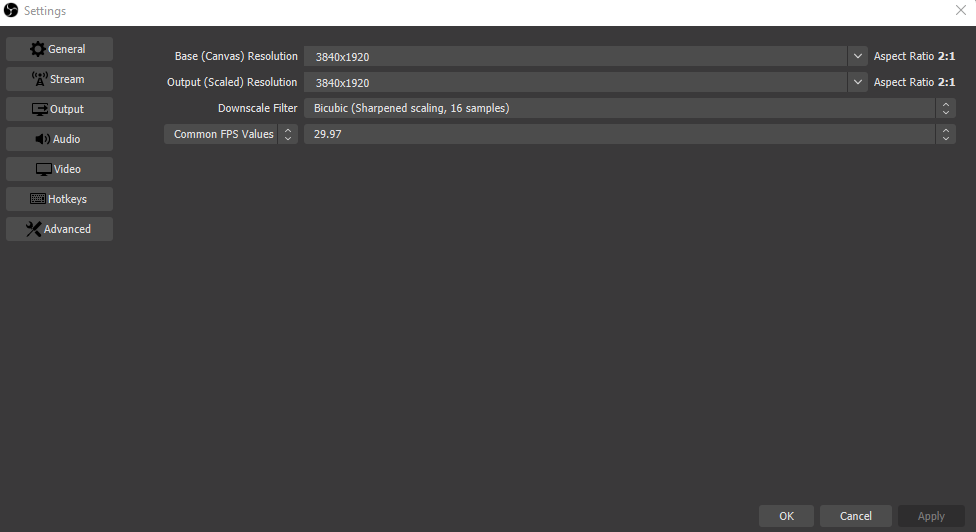 Settings
General
Stream
Output
Audio
Video
Hotkeys
Advanced
Base (Canvas) Resolution 3840x1920 Aspect Ratio 2:1
Output (Scaled) Resolution 3840x1920 Aspect Ratio 2:1
Downscale Filter Bicubic (Sharpened scaling, 16 samples)
Common FPS Values 29.97
OK Cancel Apply